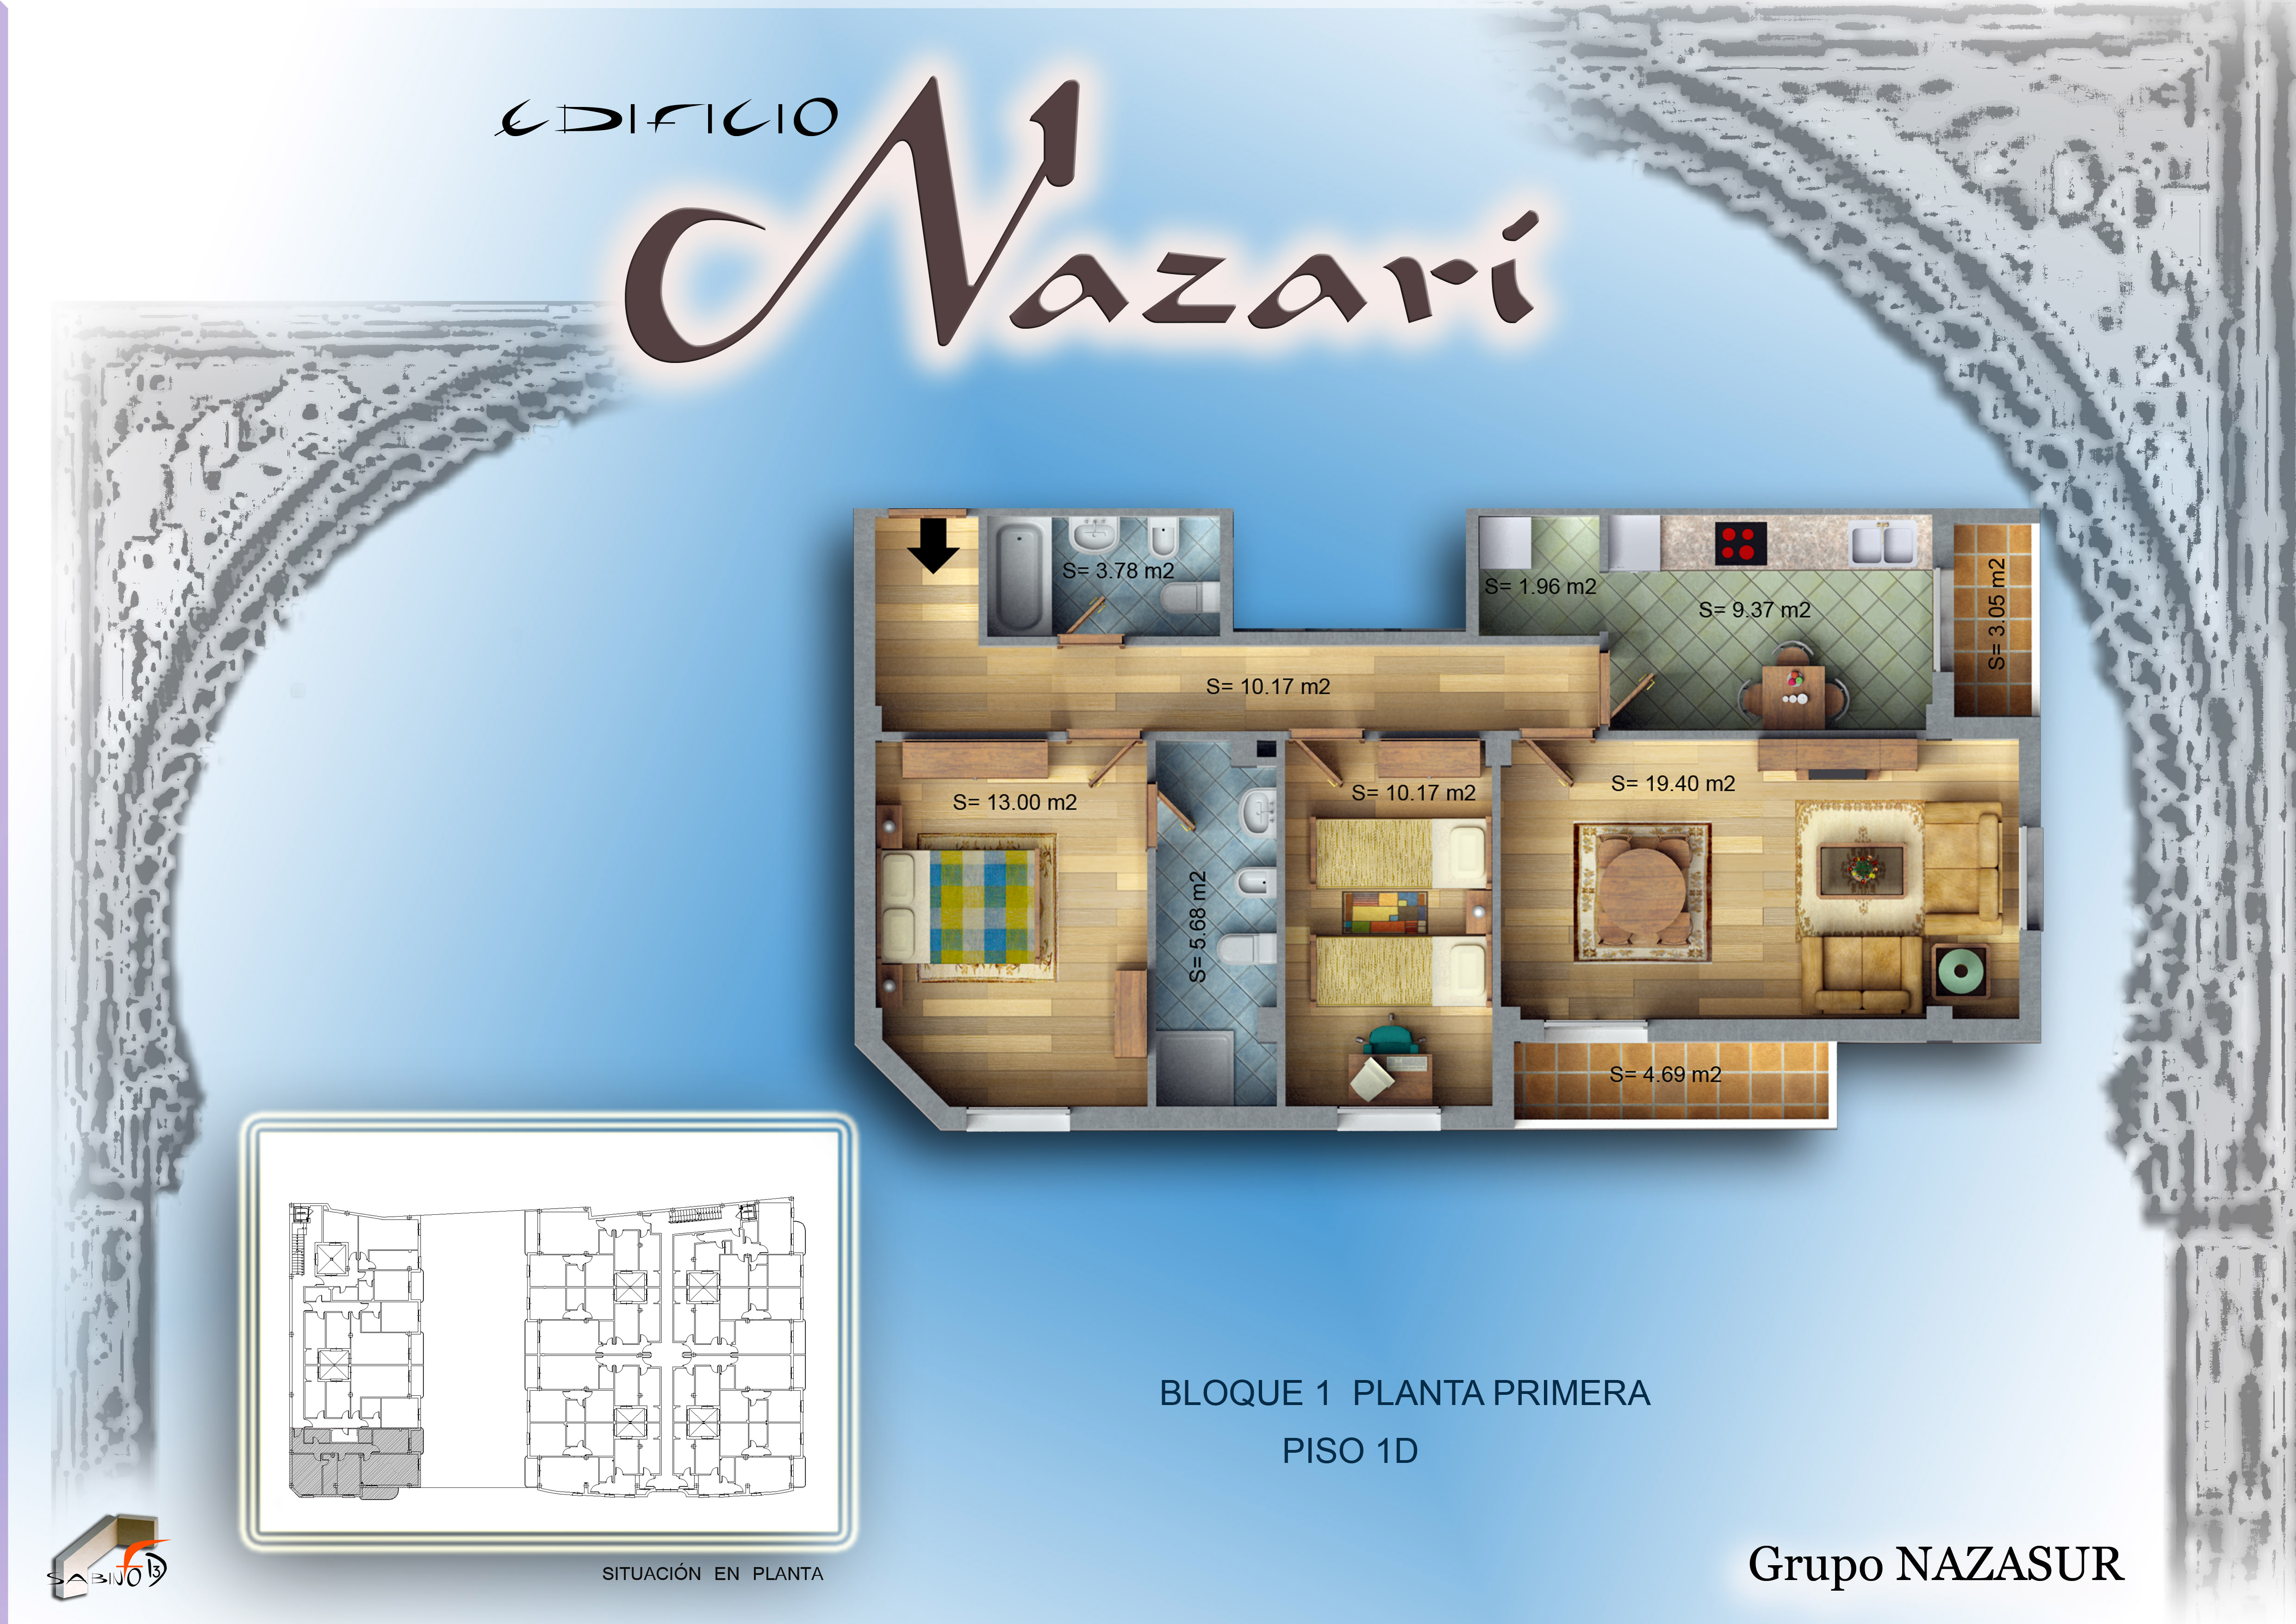 EDIFICIO
Nazarí
S= 3.78 m2
S= 1.96 m2
S= 9.37 m2
S= 3.05 m2
S= 10.17 m2
S= 13.00 m2
S= 5.68 m2
S= 10.17 m2
S= 19.40 m2
S= 4.69 m2
BLOQUE 1 PLANTA PRIMERA
PISO 1D
SITUACIÓN EN PLANTA
SABINO
f3D
Grupo NAZASUR